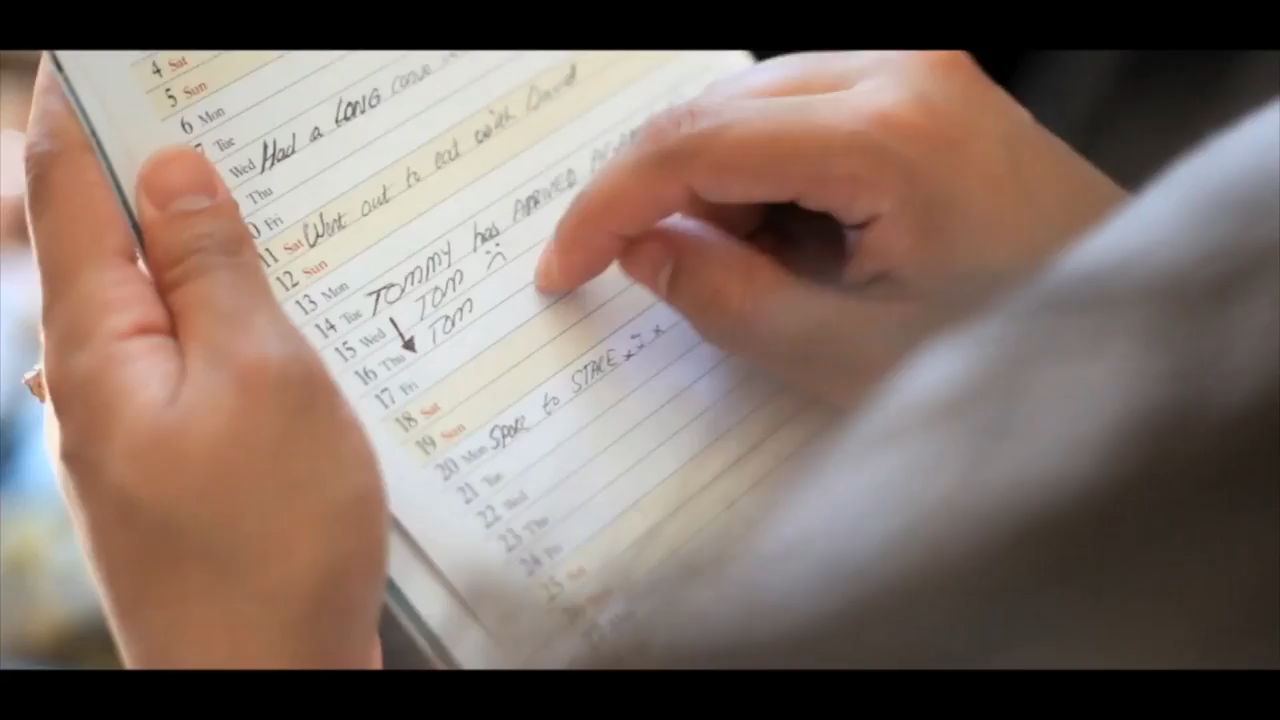 4 Sat
5 Sun
6 Mon
Tue
Wed Had a LONG
Thu
Fri
11 Sat Went out to eat with David
12 Sun
13 Mon
14 Tue TOMMY has ARRIVED
15 Wed TOM :(
16 Thu TOM
17 Fri
18 Sat
19 Sun
20 Mon Spoke to STACE x x
21 Tue
22 Wed
23 Thu
24 Fri
25 Sat